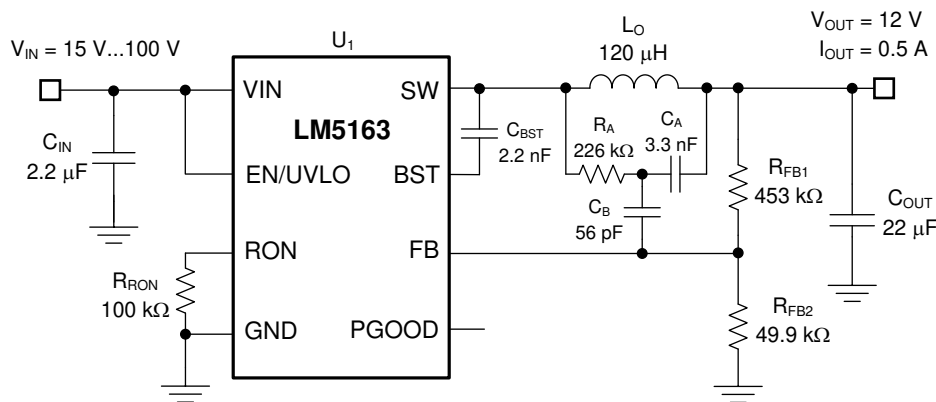 V_IN = 15 V...100 V
U_1
L_O
120 μH
V_OUT = 12 V
I_OUT = 0.5 A
VIN
SW
LM5163
C_IN
2.2 μF
C_BST
2.2 nF
R_A
226 kΩ
C_A
3.3 nF
EN/UVLO
BST
R_FB1
453 kΩ
C_OUT
22 μF
C_B
56 pF
RON
FB
R_RON
100 kΩ
R_FB2
49.9 kΩ
GND
PGOOD